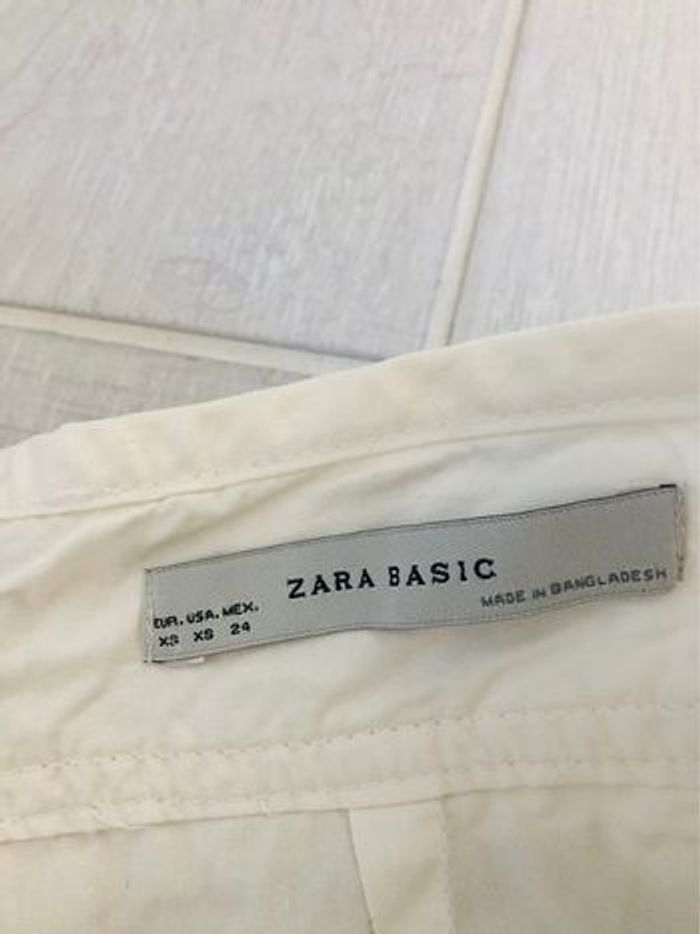 ZARA BASIC
EUR. USA. MEX.
XS XS 24
MADE IN BANGLADESH